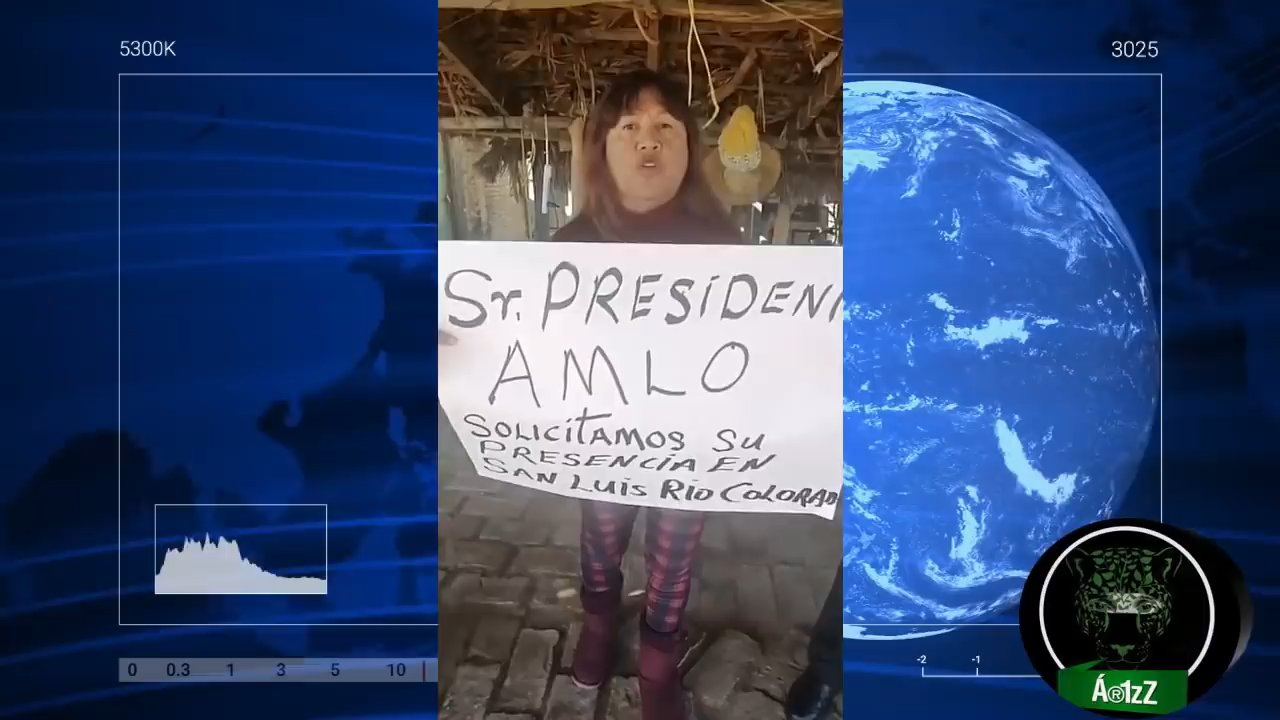 5300K
3025
Sr. PRESIDEN
AMLO
SOLICITAMOS SU
PRESENCIA EN
SAN LUIS RIO COLORAD
0 0.3 1 3 5 10
-2 -1
Á®1zZ